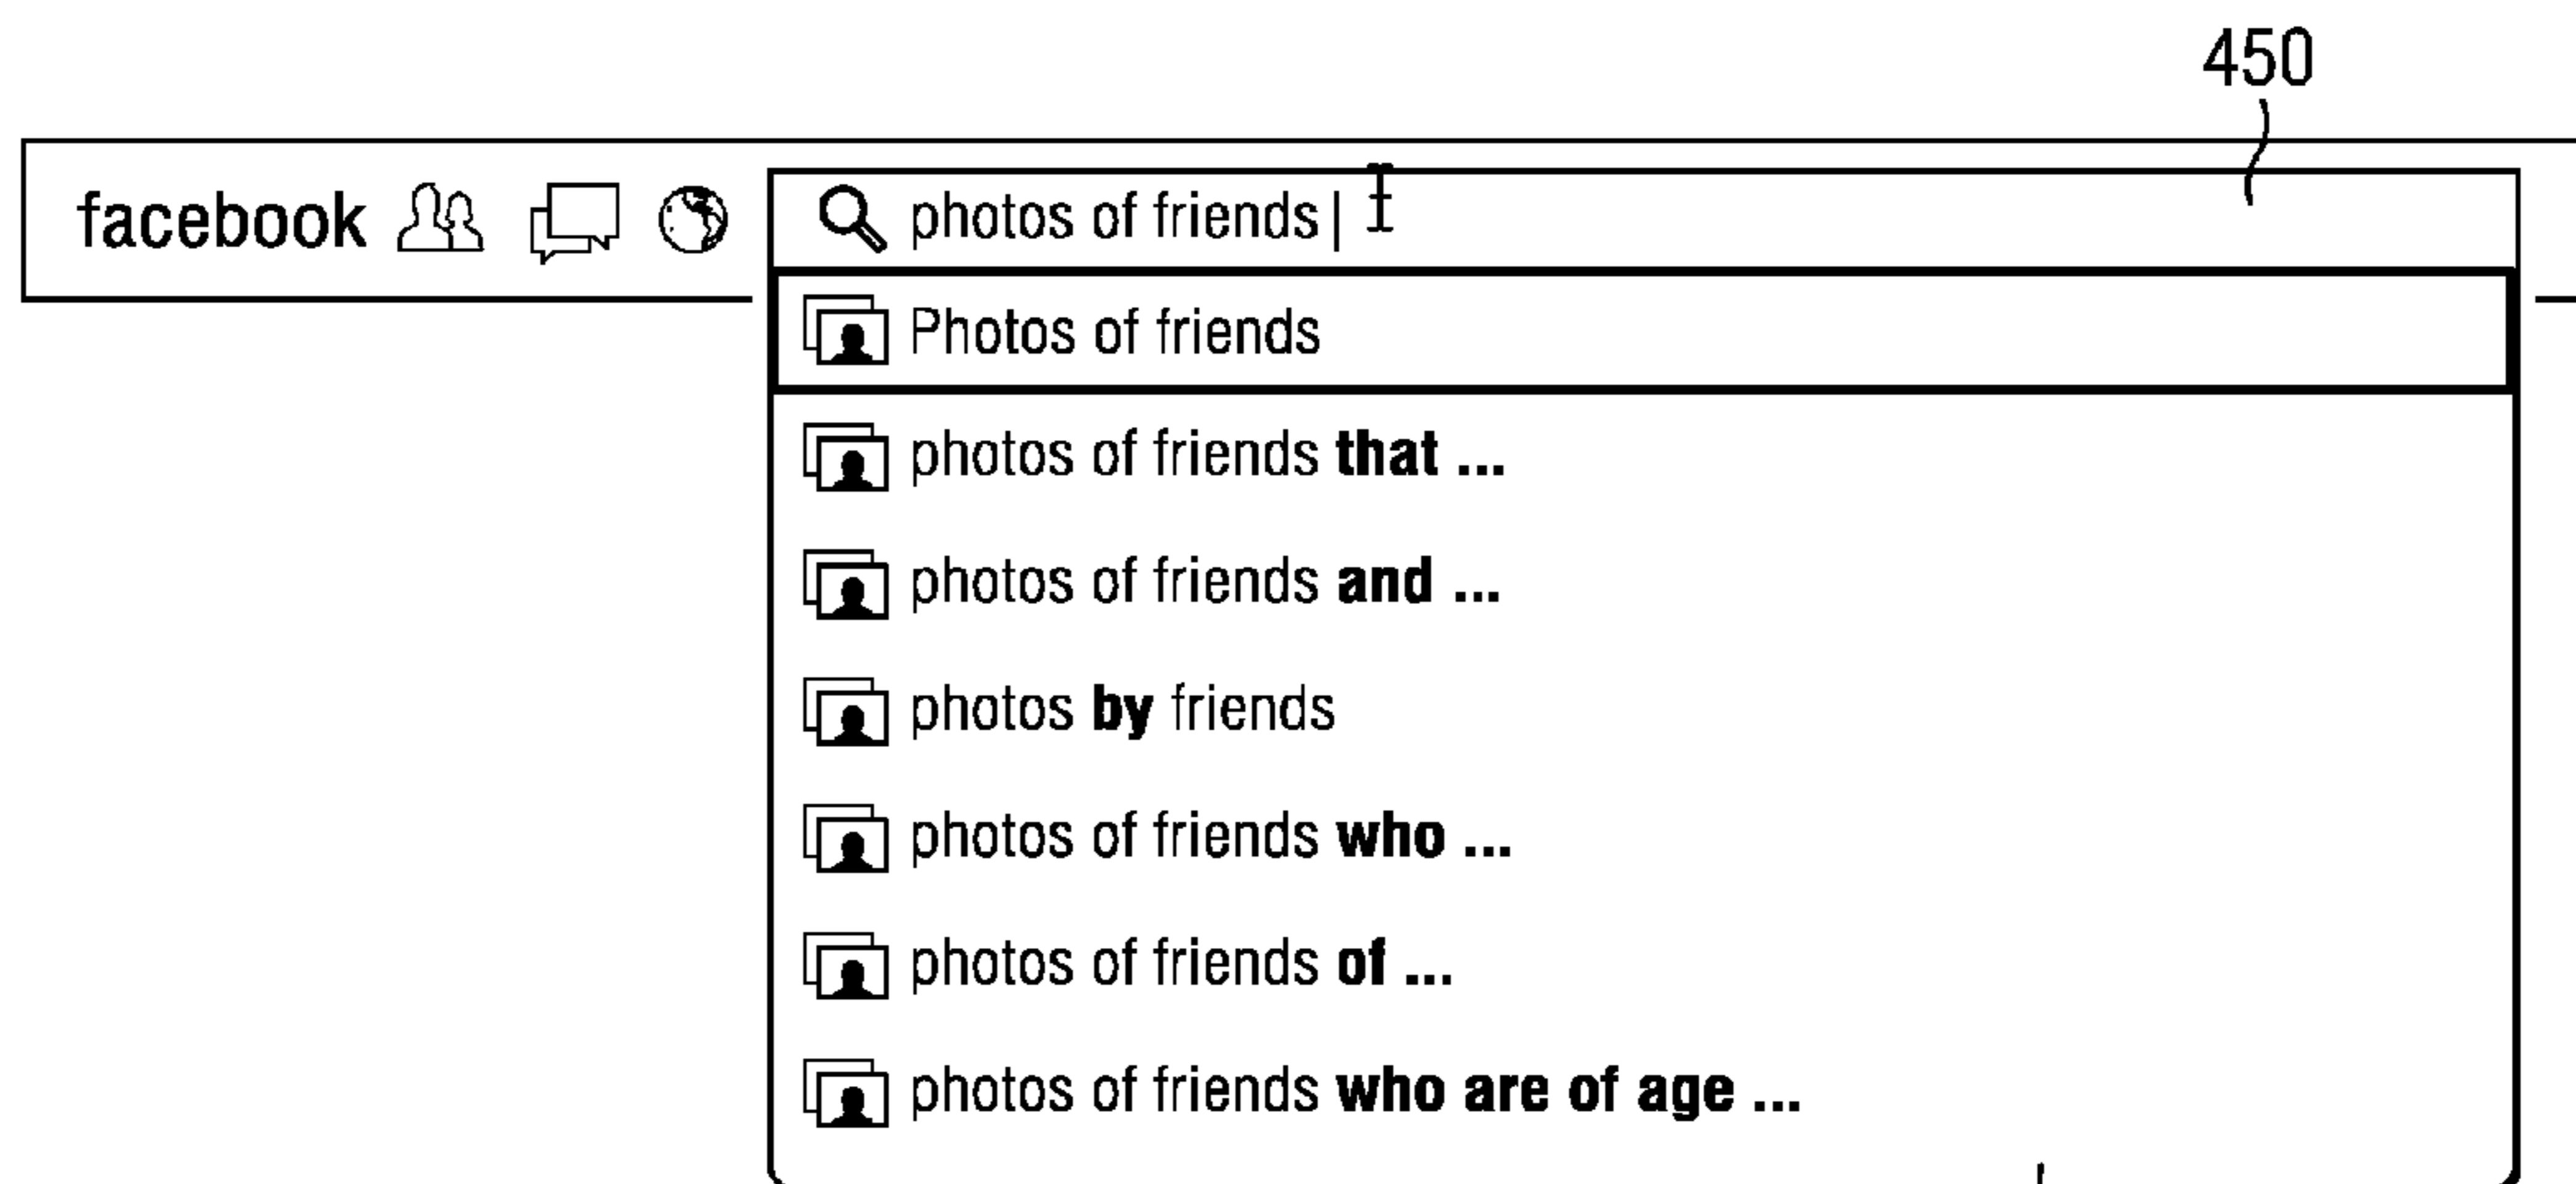 450
facebook photos of friends
Photos of friends
photos of friends that ...
photos of friends and ...
photos by friends
photos of friends who ...
photos of friends of ...
photos of friends who are of age ...